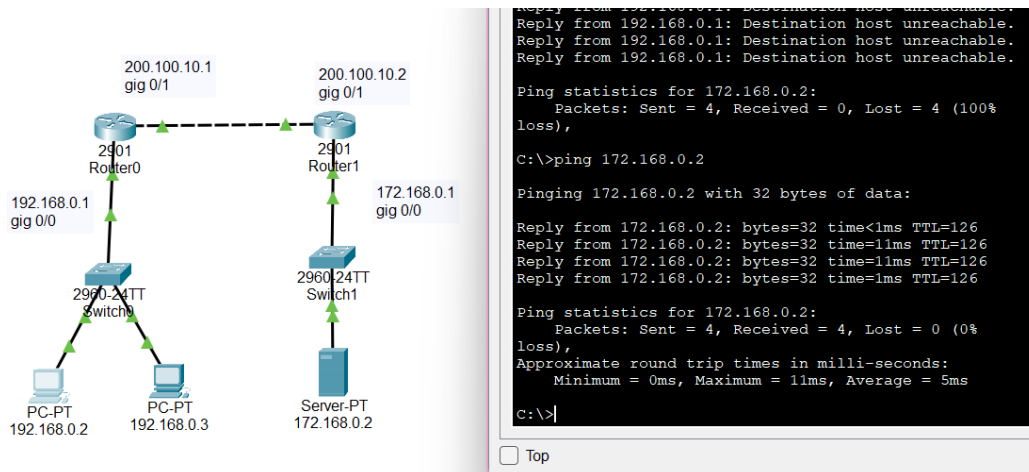 200.100.10.1
gig 0/1
200.100.10.2
gig 0/1
2901
Router0
2901
Router1
192.168.0.1
gig 0/0
172.168.0.1
gig 0/0
2960-24TT
Switch0
2960-24TT
Switch1
PC-PT
192.168.0.2
PC-PT
192.168.0.3
Server-PT
172.168.0.2
Reply from 192.168.0.1: Destination host unreachable.
Reply from 192.168.0.1: Destination host unreachable.
Reply from 192.168.0.1: Destination host unreachable.
Reply from 192.168.0.1: Destination host unreachable.
Ping statistics for 172.168.0.2:
Packets: Sent = 4, Received = 0, Lost = 4 (100%
loss),
C:\>ping 172.168.0.2
Pinging 172.168.0.2 with 32 bytes of data:
Reply from 172.168.0.2: bytes=32 time<1ms TTL=126
Reply from 172.168.0.2: bytes=32 time=11ms TTL=126
Reply from 172.168.0.2: bytes=32 time=11ms TTL=126
Reply from 172.168.0.2: bytes=32 time=1ms TTL=126
Ping statistics for 172.168.0.2:
Packets: Sent = 4, Received = 4, Lost = 0 (0%
loss),
Approximate round trip times in milli-seconds:
Minimum = 0ms, Maximum = 11ms, Average = 5ms
C:\>
Top